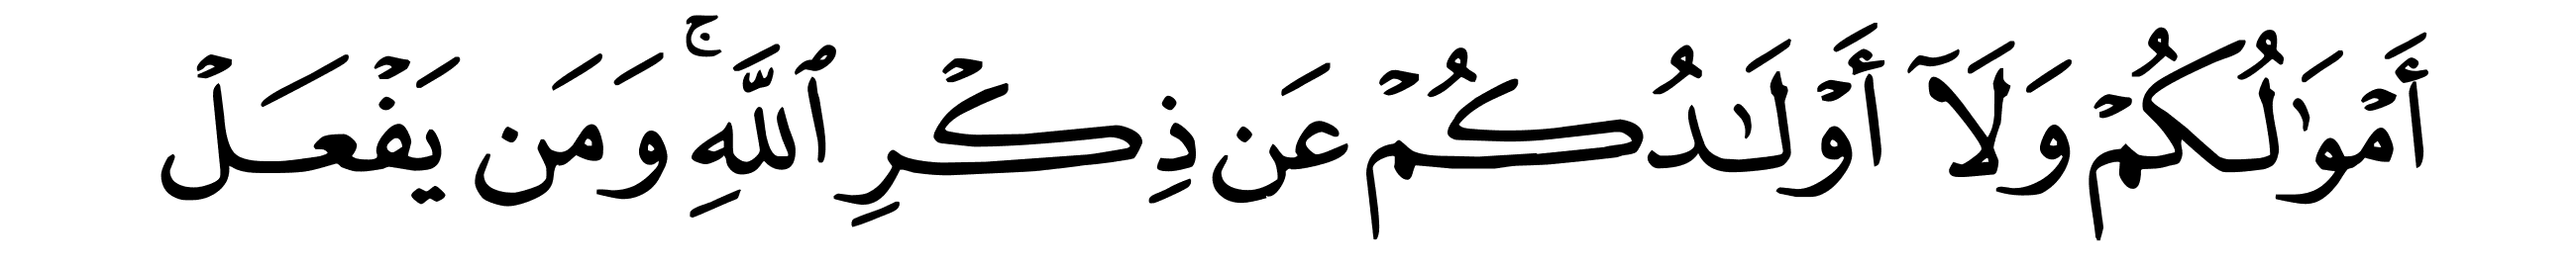 أَمْوَٰلُكُمْ وَلَآ أَوْلَـٰدُكُمْ عَن ذِكْرِ ٱللَّهِ ۚ وَمَن يَفْعَلْ